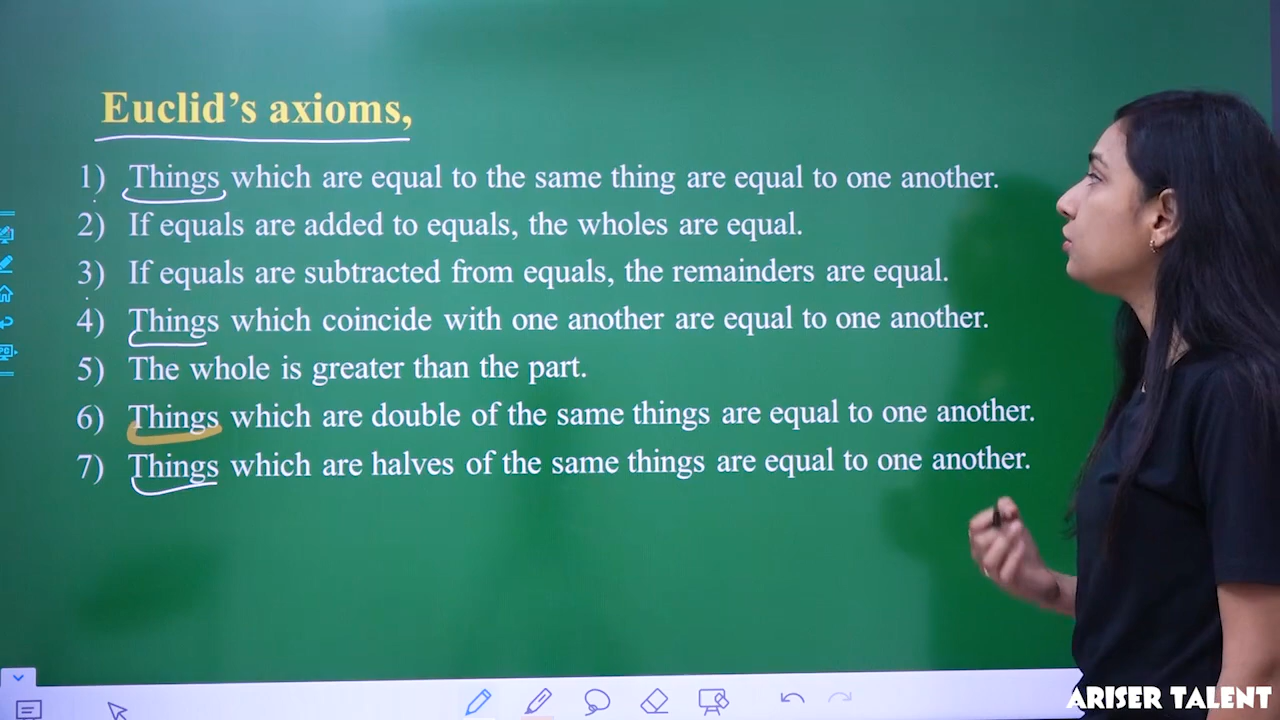 Euclid’s axioms,
1) Things which are equal to the same thing are equal to one another.
2) If equals are added to equals, the wholes are equal.
3) If equals are subtracted from equals, the remainders are equal.
4) Things which coincide with one another are equal to one another.
5) The whole is greater than the part.
6) Things which are double of the same things are equal to one another.
7) Things which are halves of the same things are equal to one another.
ARISER TALENT